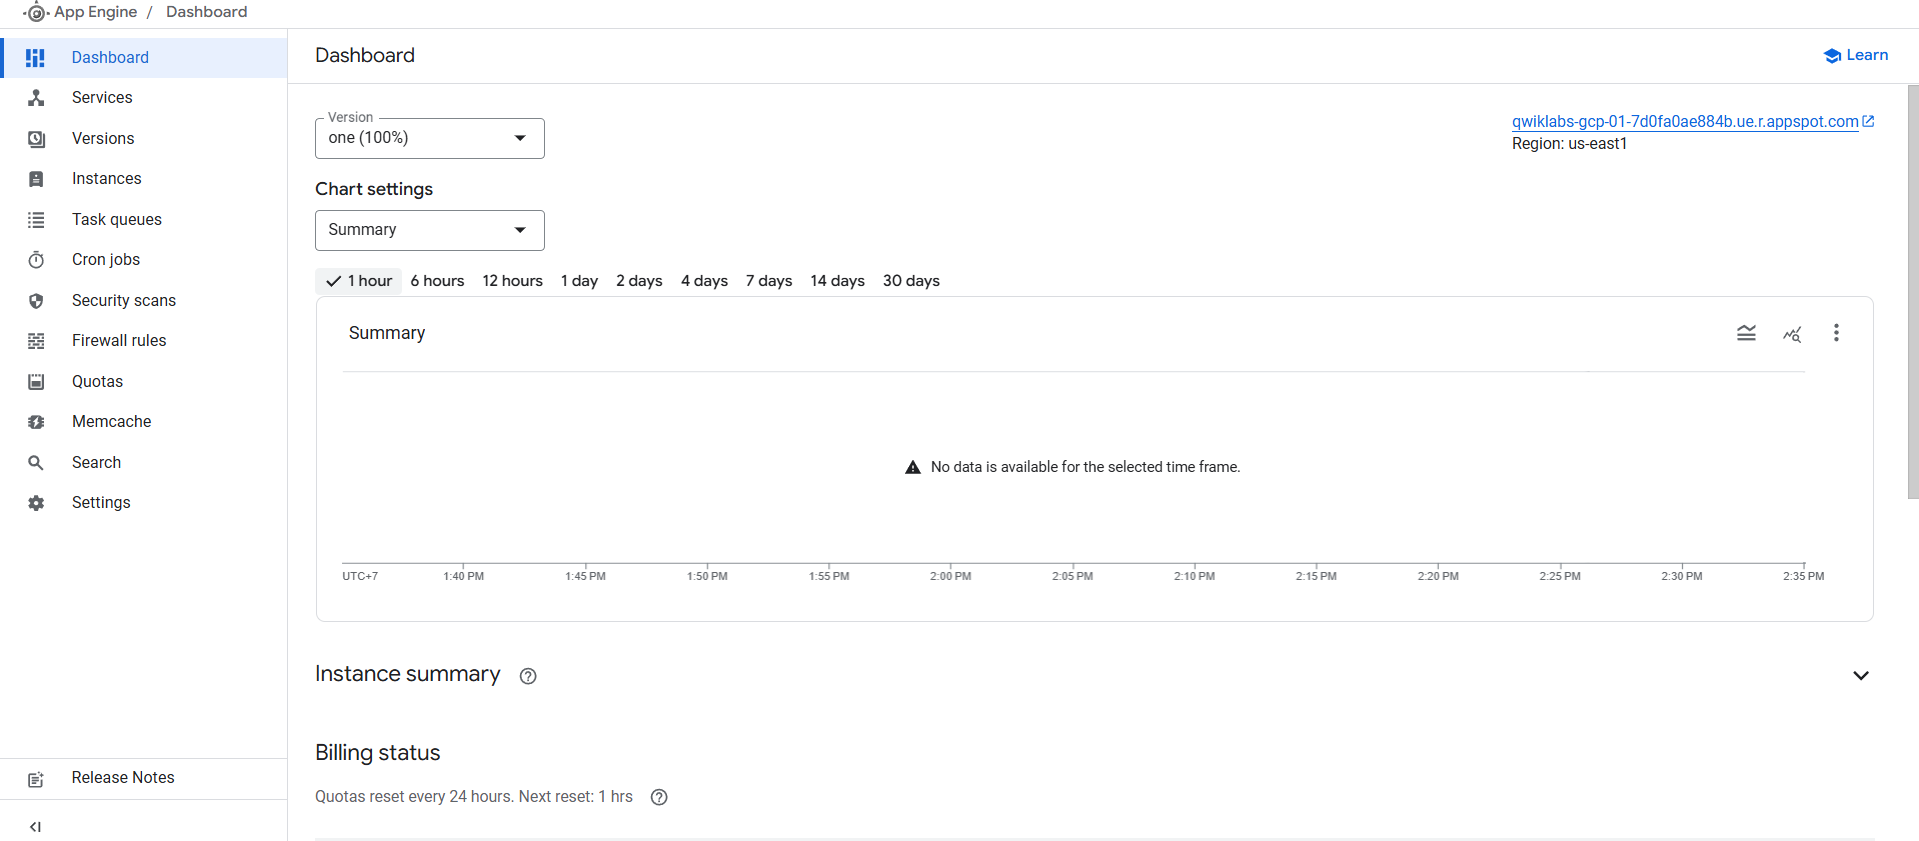 App Engine / Dashboard
Dashboard
Services
Versions
Instances
Task queues
Cron jobs
Security scans
Firewall rules
Quotas
Memcache
Search
Settings
Release Notes
Dashboard
Learn
Version
one (100%)
qwiklabs-gcp-01-7d0fa0ae884b.ue.r.appspot.com
Region: us-east1
Chart settings
Summary
1 hour 6 hours 12 hours 1 day 2 days 4 days 7 days 14 days 30 days
Summary
No data is available for the selected time frame.
UTC+7 1:40 PM 1:45 PM 1:50 PM 1:55 PM 2:00 PM 2:05 PM 2:10 PM 2:15 PM 2:20 PM 2:25 PM 2:30 PM 2:35 PM
Instance summary
Billing status
Quotas reset every 24 hours. Next reset: 1 hrs